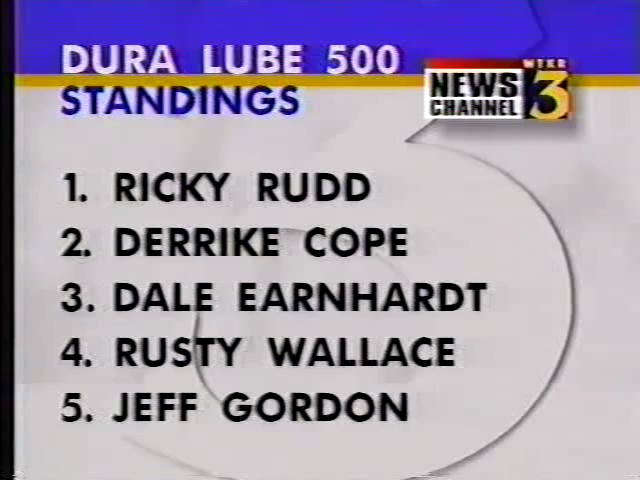 DURA LUBE 500
STANDINGS
WTKR
NEWS
CHANNEL
3
1. RICKY RUDD
2. DERRIKE COPE
3. DALE EARNHARDT
4. RUSTY WALLACE
5. JEFF GORDON